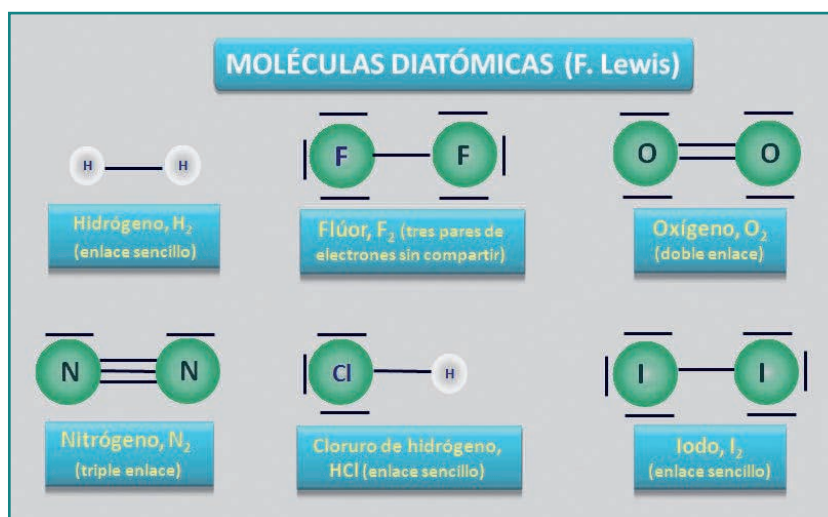 MOLÉCULAS DIATÓMICAS (F. Lewis)
H H
F F
O O
Hidrógeno, H₂
(enlace sencillo)
Flúor, F₂ (tres pares de
electrones sin compartir)
Oxígeno, O₂
(doble enlace)
N N
Cl H
I I
Nitrógeno, N₂
(triple enlace)
Cloruro de hidrógeno,
HCl (enlace sencillo)
Iodo, I₂
(enlace sencillo)